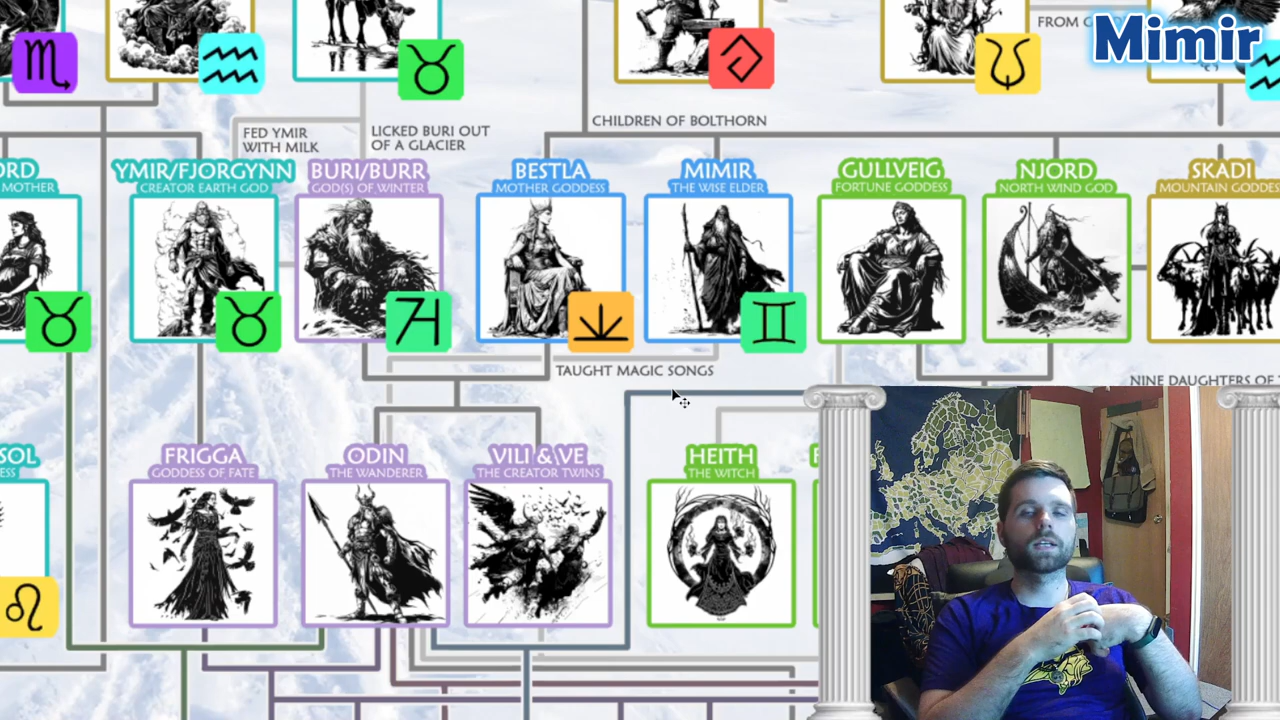 FROM
Mimir
CHILDREN OF BOLTHORN
FED YMIR
WITH MILK
LICKED BURI OUT
OF A GLACIER
MOTHER
YMIR/FJORGYNN
CREATOR EARTH GOD
BURI/BURR
GOD(S) OF WINTER
BESTLA
MOTHER GODDESS
MIMIR
THE WISE ELDER
GULLVEIG
FORTUNE GODDESS
NJORD
NORTH WIND GOD
SKADI
MOUNTAIN GODDES
TAUGHT MAGIC SONGS
NINE DAUGHTERS OF
SOL
FRIGGA
GODDESS OF FATE
ODIN
THE WANDERER
VILI & VE
THE CREATOR TWINS
HEITH
THE WITCH